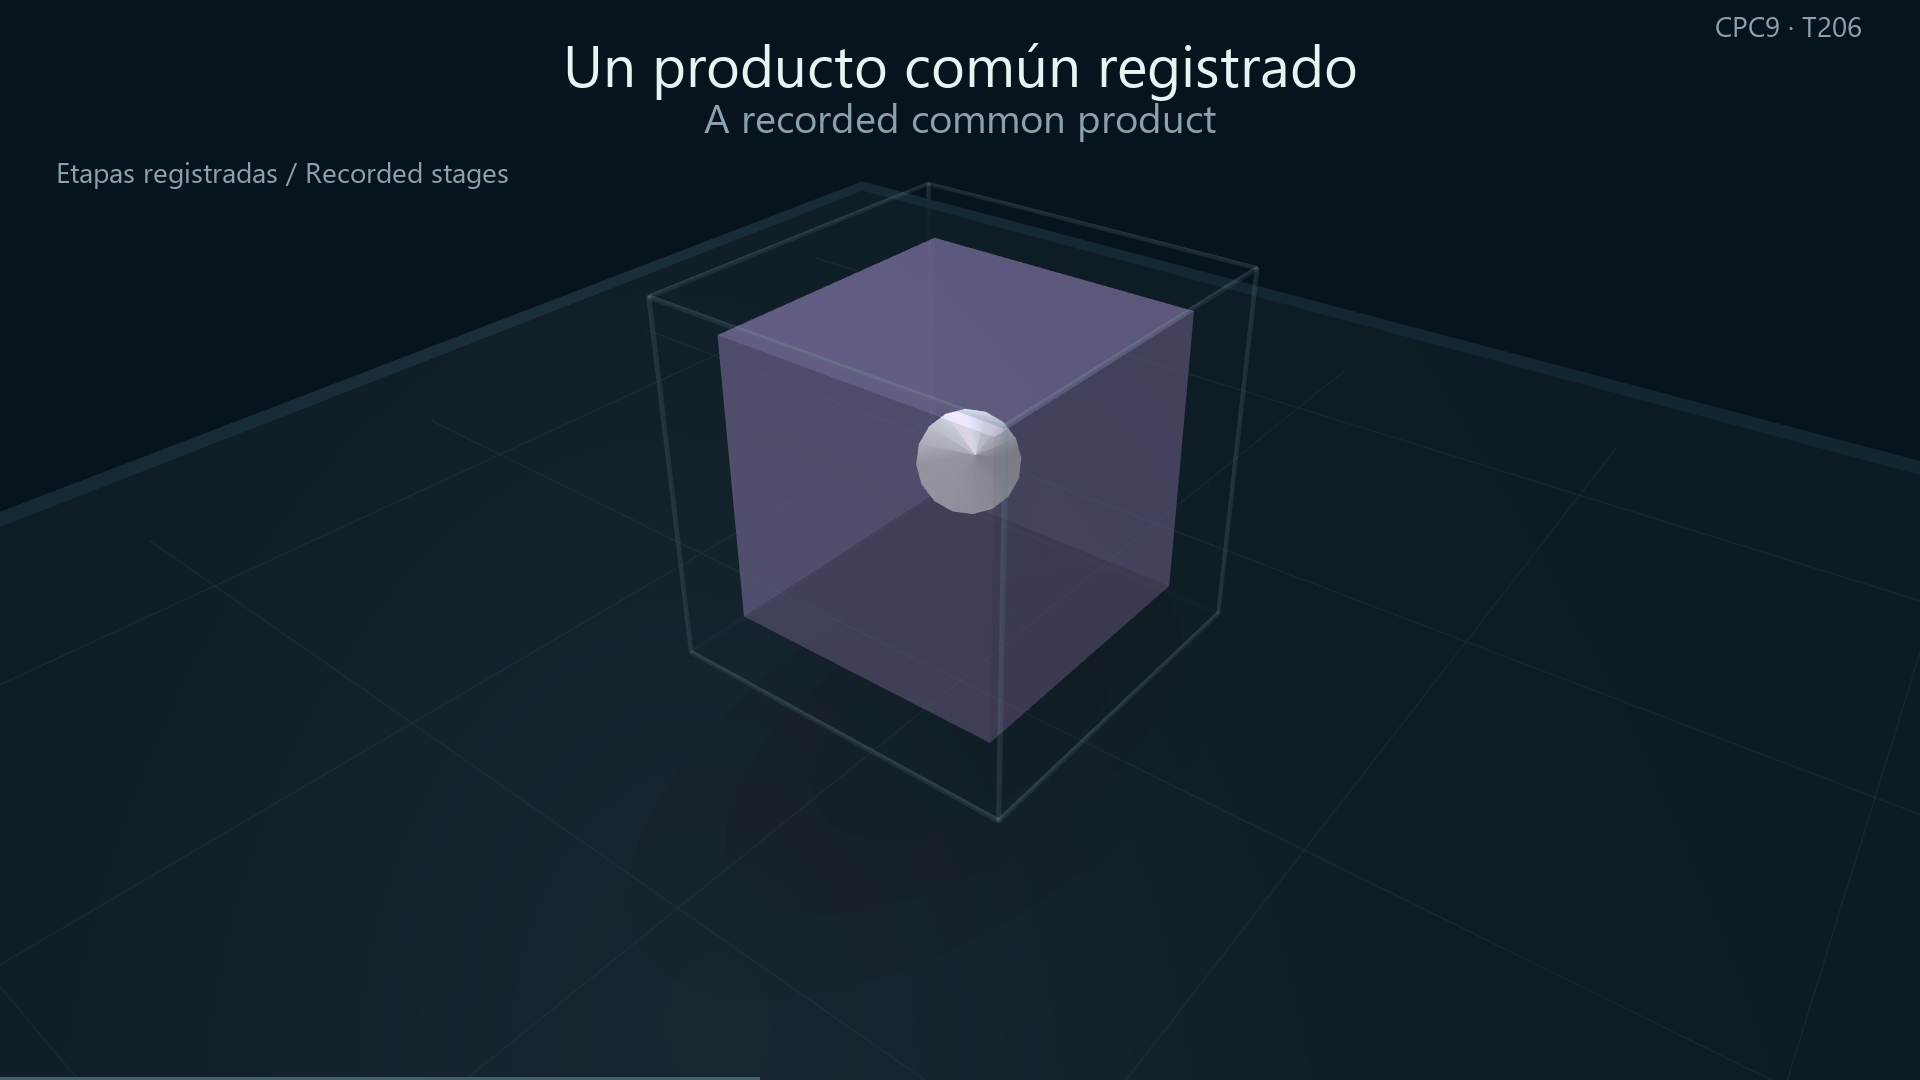 CPC9 · T206
Un producto común registrado
A recorded common product
Etapas registradas / Recorded stages